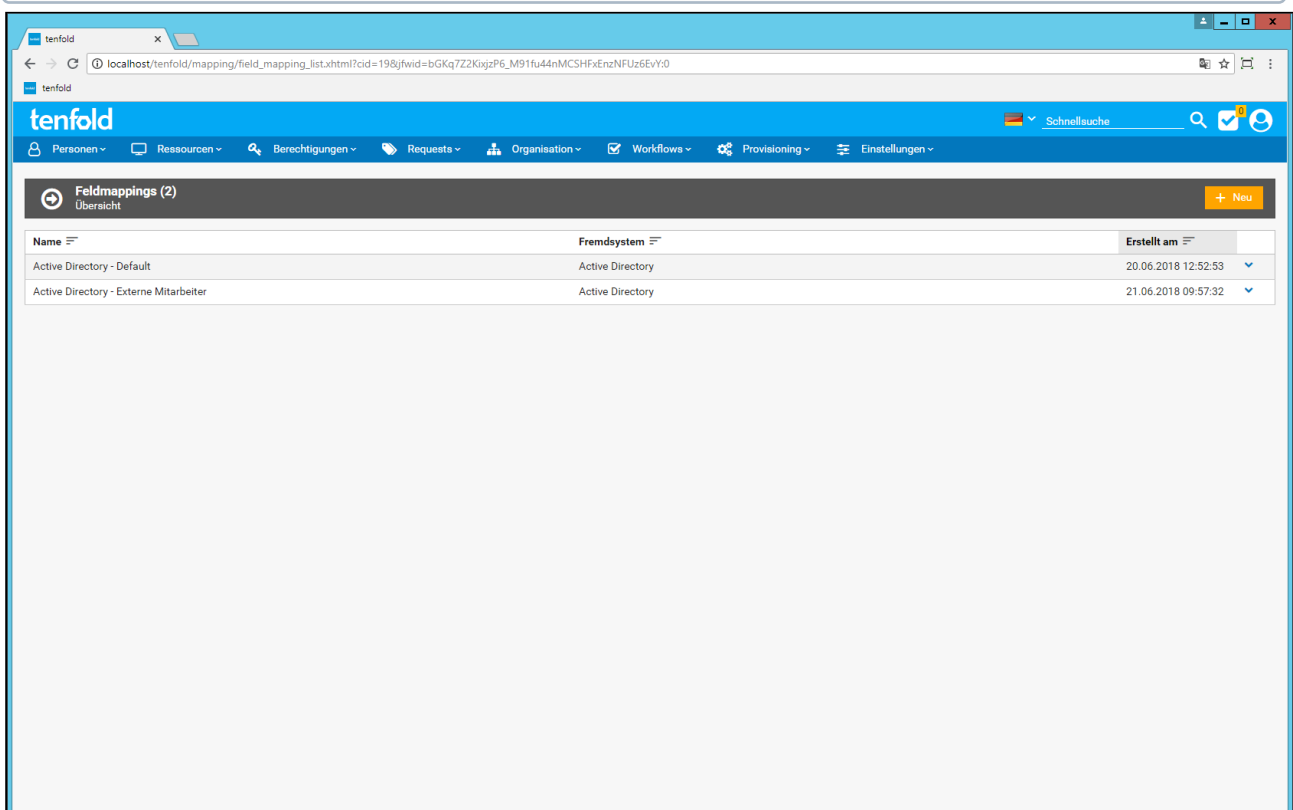 tenfold
localhost/tenfold/mapping/field_mapping_list.xhtml?cid=19&jfwid=bGKq7Z2KixjzP6_M91fu44nMCSHFxEnzNFUz6EvY:0
tenfold
tenfold Schnellsuche 0
Personen Ressourcen Berechtigungen Requests Organisation Workflows Provisioning Einstellungen
Feldmappings (2)
Übersicht
+ Neu
Name Fremdsystem Erstellt am
Active Directory - Default Active Directory 20.06.2018 12:52:53
Active Directory - Externe Mitarbeiter Active Directory 21.06.2018 09:57:32